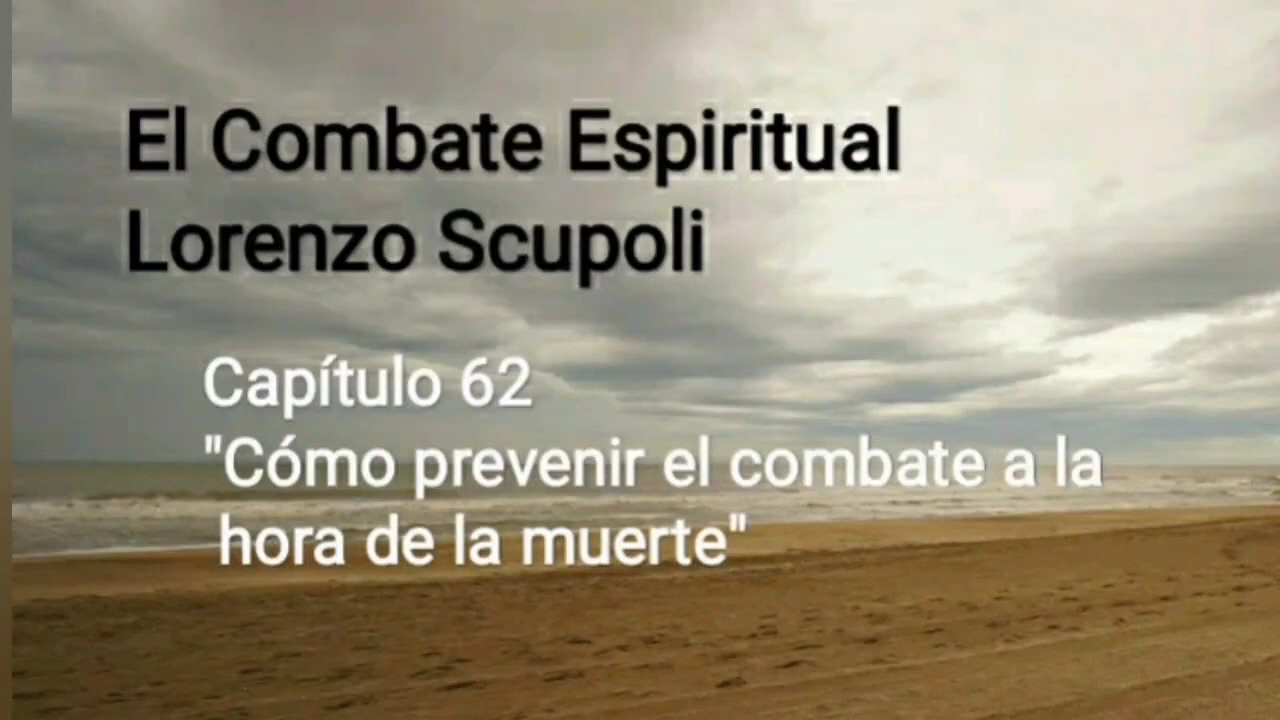 El Combate Espiritual
Lorenzo Scupoli
Capítulo 62
"Cómo prevenir el combate a la
hora de la muerte"